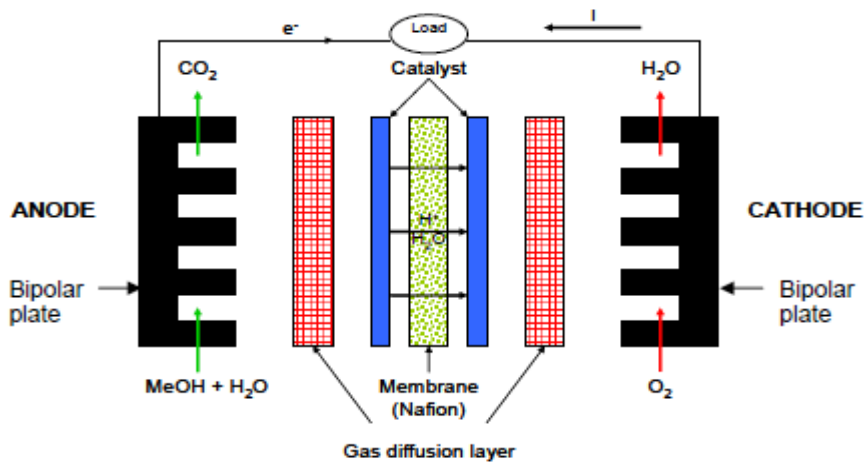 Load
e⁻
I
CO₂
Catalyst
H₂O
ANODE
H⁺
H₂O
CATHODE
Bipolar
plate
Bipolar
plate
MeOH + H₂O
Membrane
(Nafion)
O₂
Gas diffusion layer